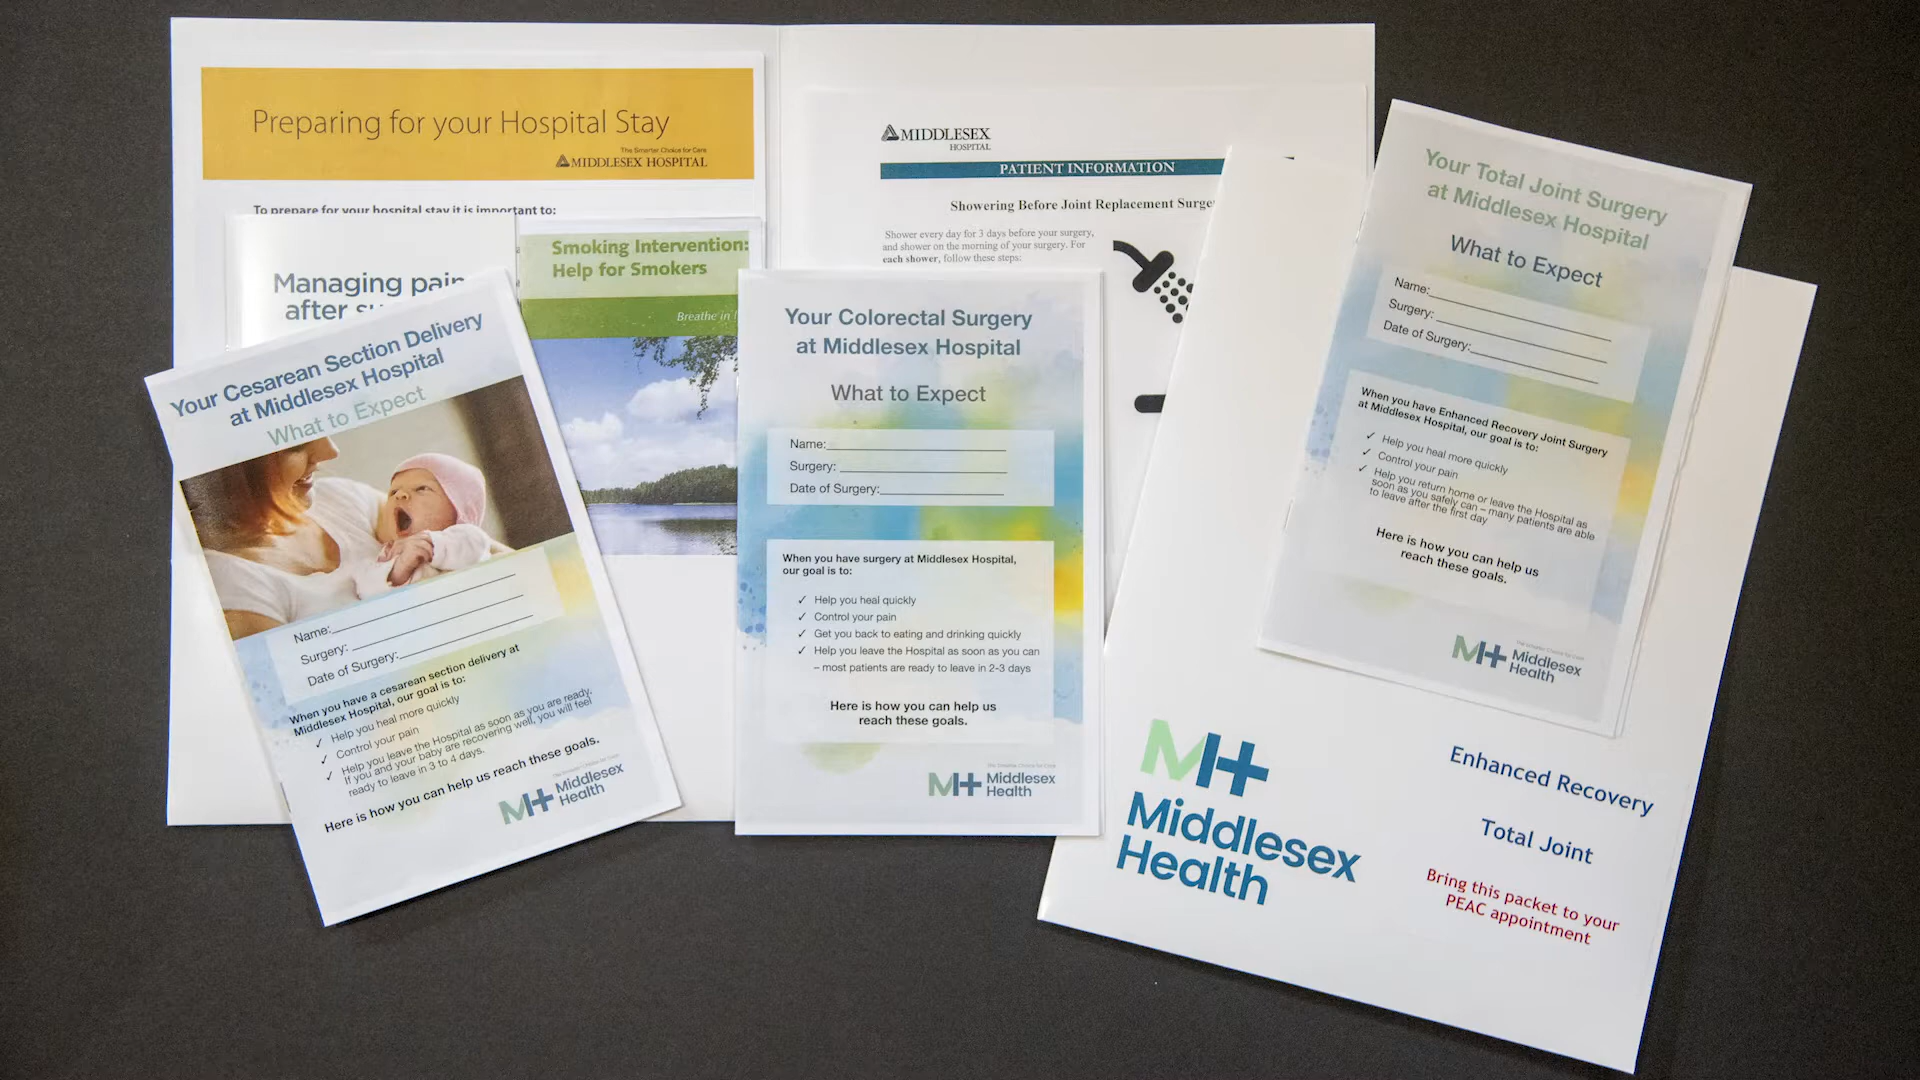 Preparing for your Hospital Stay
The Smarter Choice for Care
MIDDLESEX HOSPITAL
To prepare for your hospital stay it is important to:
Managing pain
after
Smoking Intervention:
Help for Smokers
Breathe in
MIDDLESEX
HOSPITAL
PATIENT INFORMATION
Showering Before Joint Replacement
Shower every day for 3 days before your surgery,
and shower on the morning of your surgery. For
each shower, follow these steps:
Your Cesarean Section Delivery
at Middlesex Hospital
What to Expect
Name:
Surgery:
Date of Surgery:
When you have a cesarean section delivery at
Middlesex Hospital, our goal is to:
✓ Help you heal more quickly
✓ Control your pain
✓ Help you leave the Hospital as soon as you are ready.
If you and your baby are recovering well, you will feel
ready to leave in 3 to 4 days.
Here is how you can help us reach these goals.
Middlesex
Health
Your Colorectal Surgery
at Middlesex Hospital
What to Expect
Name:
Surgery:
Date of Surgery:
When you have surgery at Middlesex Hospital,
our goal is to:
✓ Help you heal quickly
✓ Control your pain
✓ Get you back to eating and drinking quickly
✓ Help you leave the Hospital as soon as you can
– most patients are ready to leave in 2-3 days
Here is how you can help us
reach these goals.
The Smarter Choice for Care
Middlesex
Health
Your Total Joint Surgery
at Middlesex Hospital
What to Expect
Name:
Surgery:
Date of Surgery:
When you have Enhanced Recovery Joint Surgery
at Middlesex Hospital, our goal is to:
✓ Help you heal more quickly
✓ Control your pain
✓ Help you return home or leave the Hospital as
soon as you safely can – many patients are able
to leave after the first day
Here is how you can help us
reach these goals.
The Smarter Choice for Care
Middlesex
Health
Middlesex
Health
Enhanced Recovery
Total Joint
Bring this packet to your
PEAC appointment